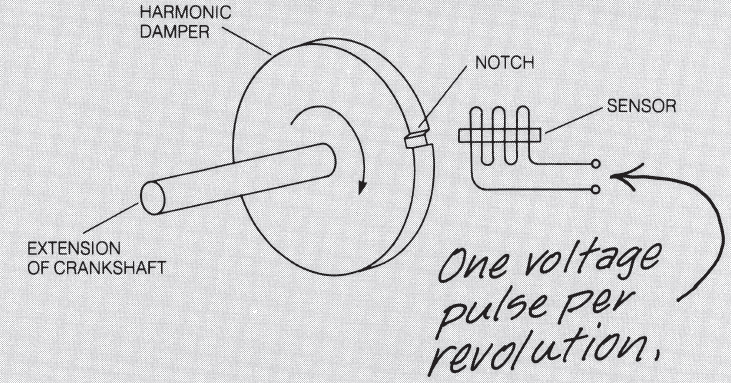 HARMONIC
DAMPER
NOTCH
SENSOR
EXTENSION
OF CRANKSHAFT
One voltage
pulse per
revolution.